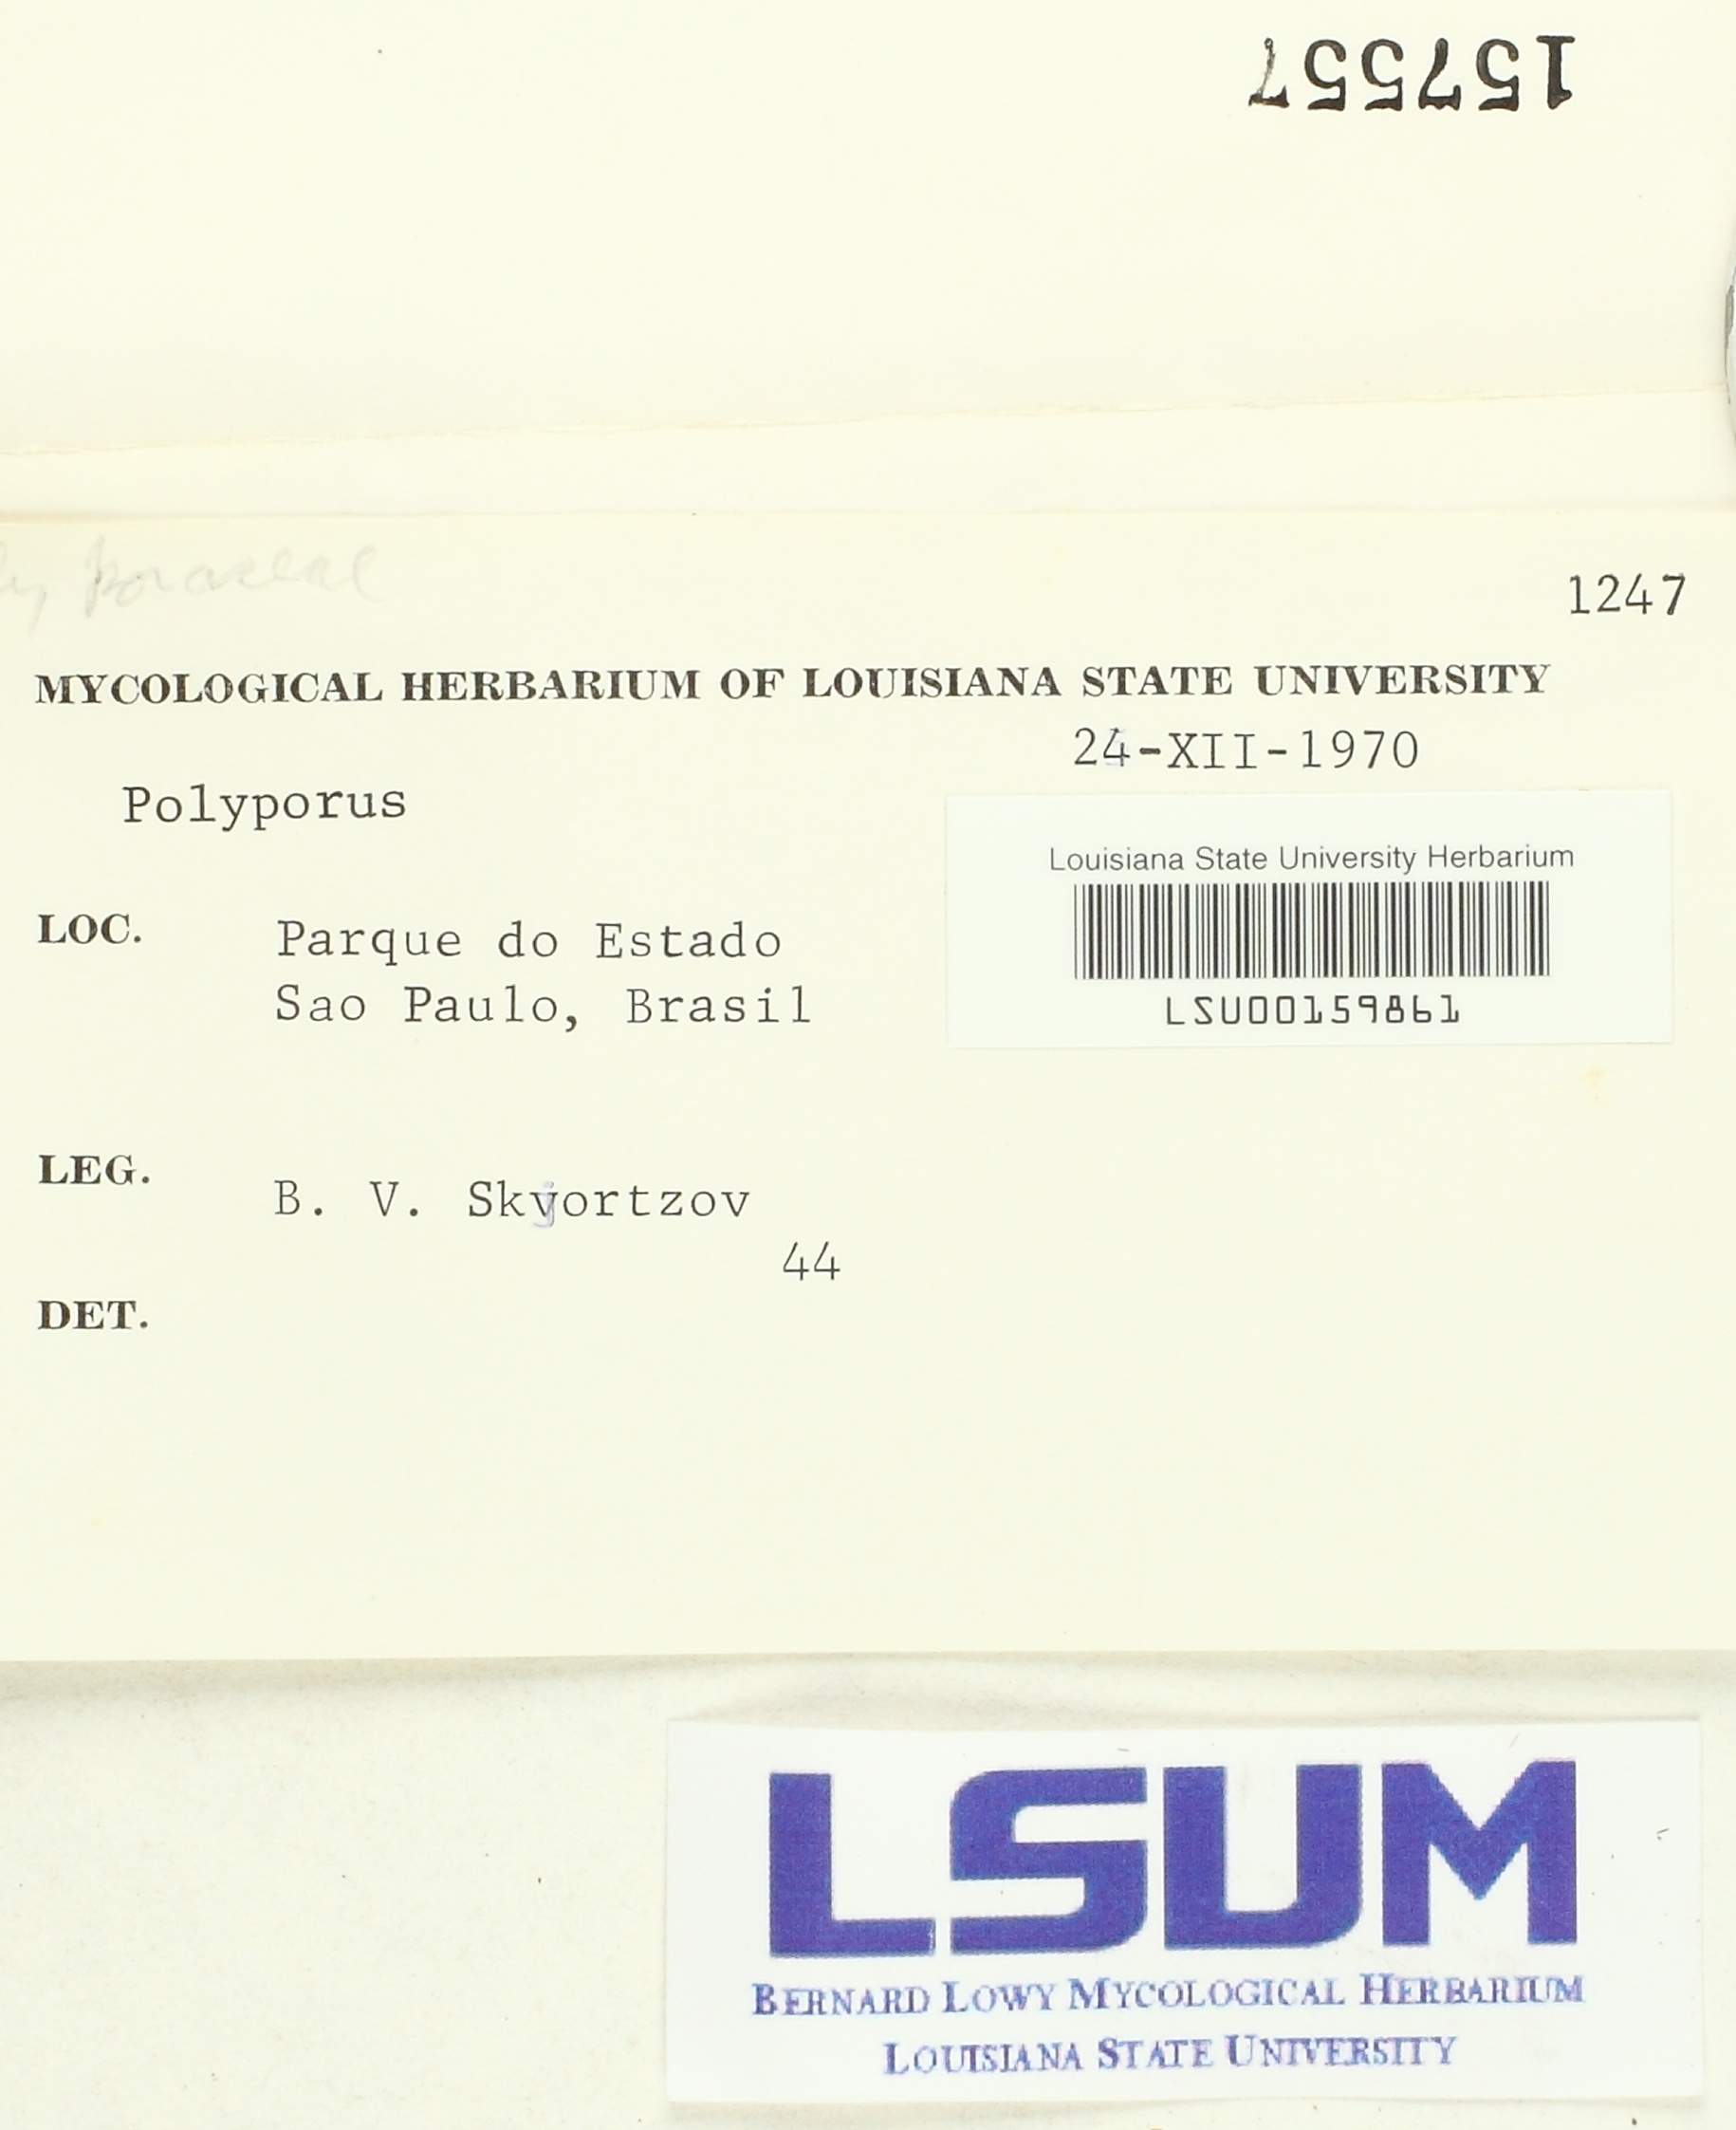 157557
1247
MYCOLOGICAL HERBARIUM OF LOUISIANA STATE UNIVERSITY
24-XII-1970
Polyporus
Louisiana State University Herbarium
LSU00159861
LOC. Parque do Estado
Sao Paulo, Brasil
LEG. B. V. Skvortzov
44
DET.
LSUM
BERNARD LOWY MYCOLOGICAL HERBARIUM
LOUISIANA STATE UNIVERSITY